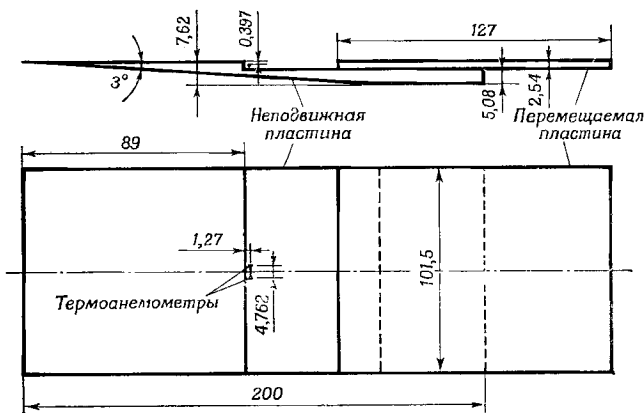 7,62
0,397
127
3°
5,08
2,54
Неподвижная
пластина
Перемещаемая
пластина
89
1,27
Термоанемометры
4,762
101,5
200